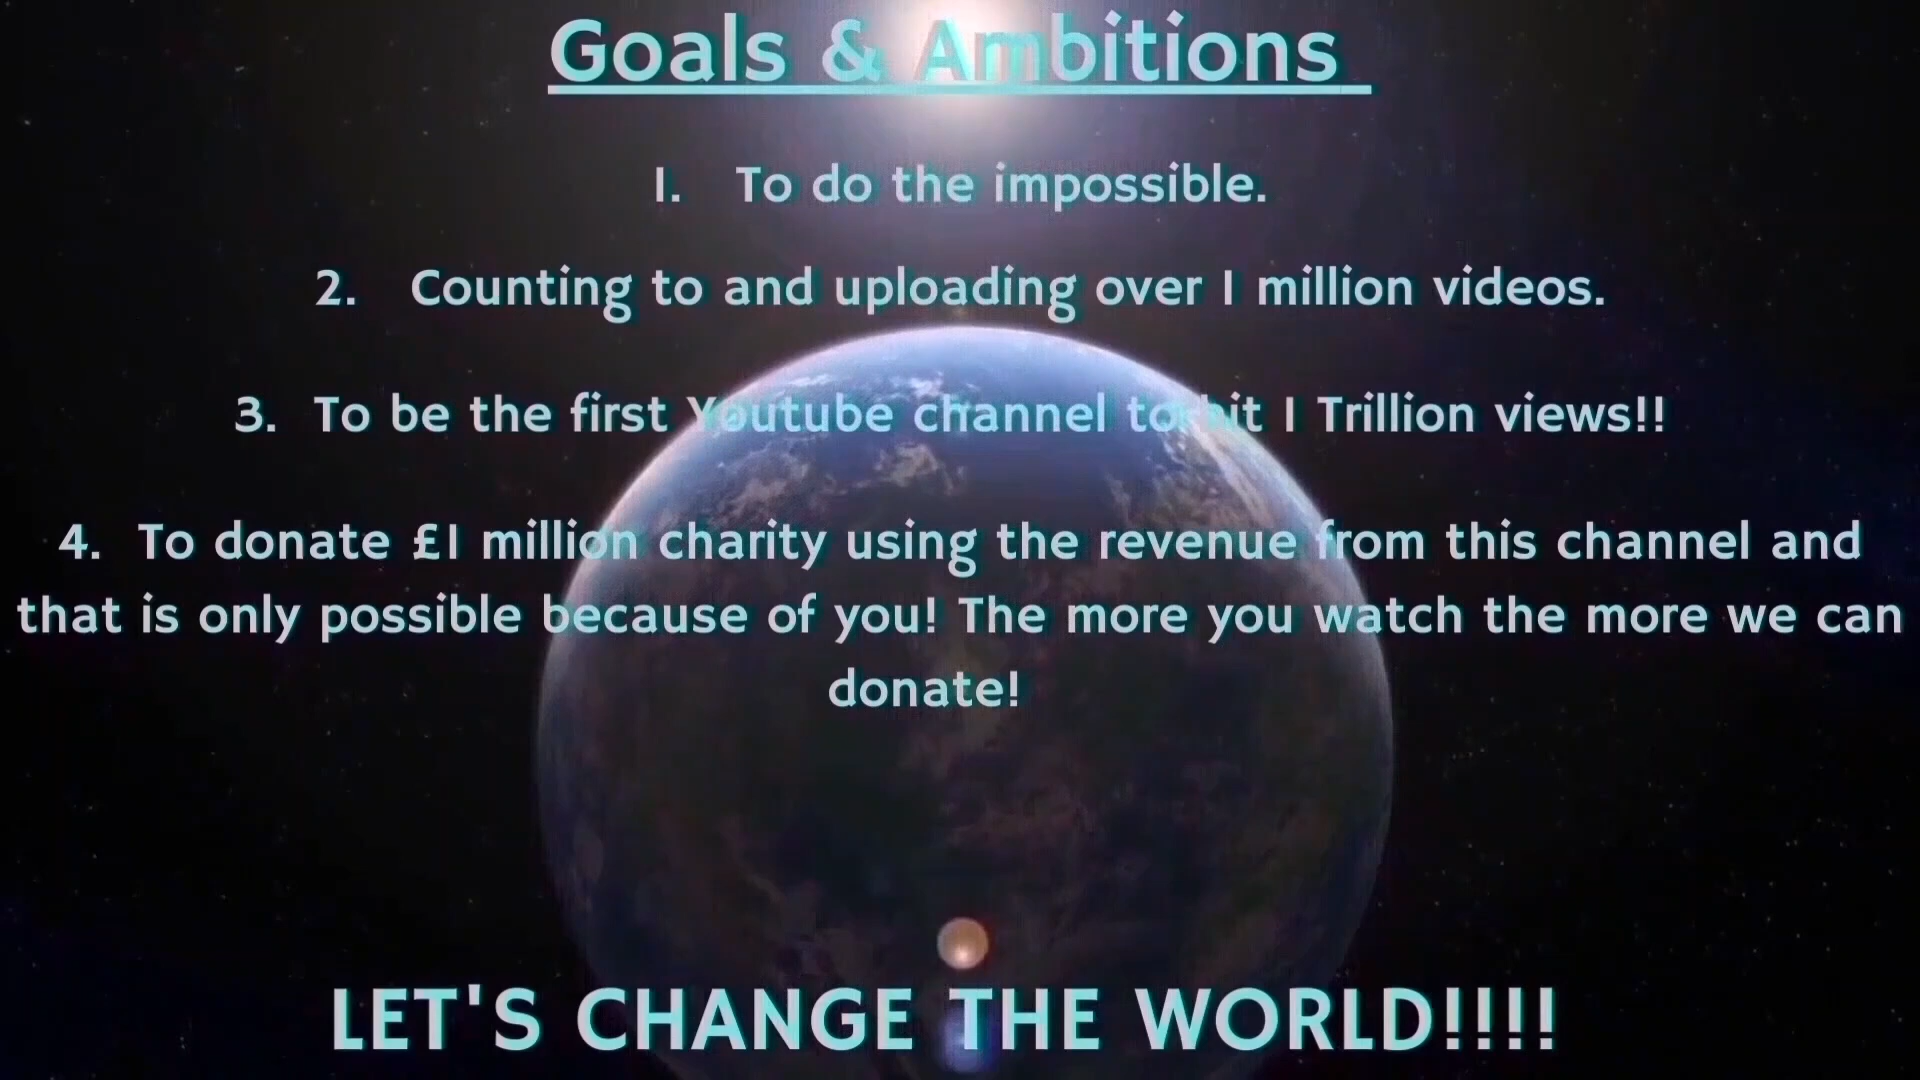 Goals & Ambitions
1. To do the impossible.
2. Counting to and uploading over 1 million videos.
3. To be the first Youtube channel to hit 1 Trillion views!!
4. To donate £1 million charity using the revenue from this channel and
that is only possible because of you! The more you watch the more we can
donate!
LET'S CHANGE THE WORLD!!!!